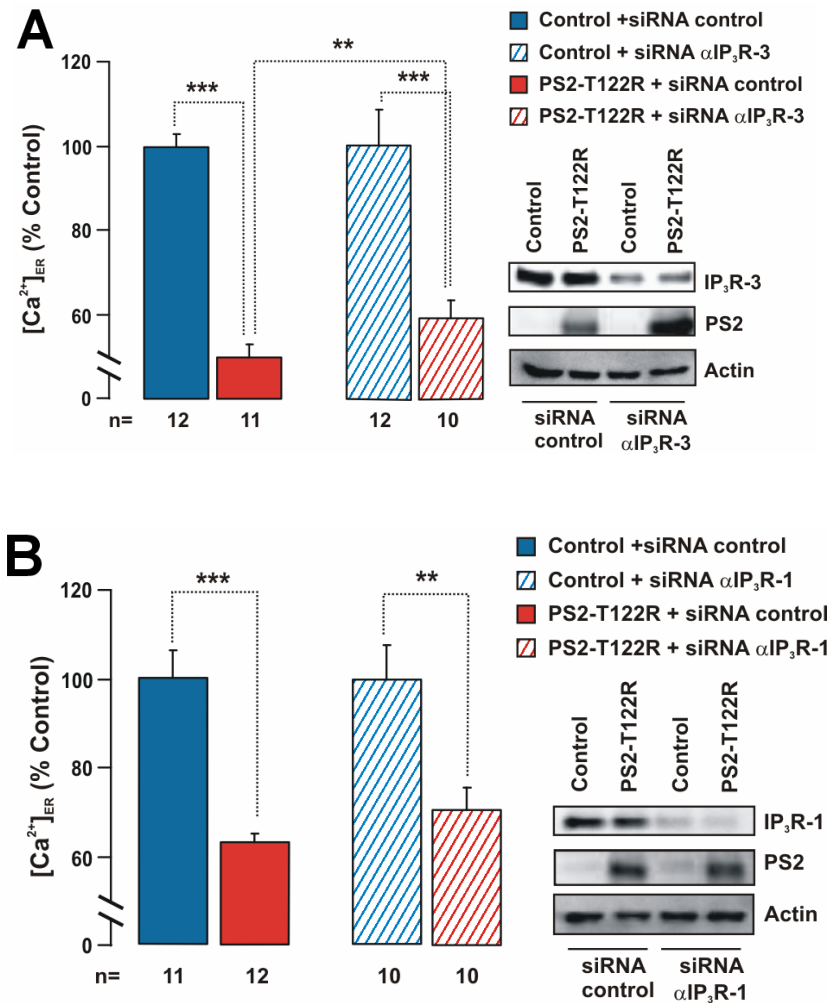 A
Control +siRNA control
Control + siRNA αIP₃R-3
PS2-T122R + siRNA control
PS2-T122R + siRNA αIP₃R-3
[Ca²⁺]ER (% Control)
120
100
80
60
0
***
**
***
n= 12 11 12 10
Control PS2-T122R Control PS2-T122R
IP₃R-3
PS2
Actin
siRNA control
siRNA αIP₃R-3
B
Control +siRNA control
Control + siRNA αIP₃R-1
PS2-T122R + siRNA control
PS2-T122R + siRNA αIP₃R-1
[Ca²⁺]ER (% Control)
120
100
80
60
0
***
**
n= 11 12 10 10
Control PS2-T122R Control PS2-T122R
IP₃R-1
PS2
Actin
siRNA control
siRNA αIP₃R-1